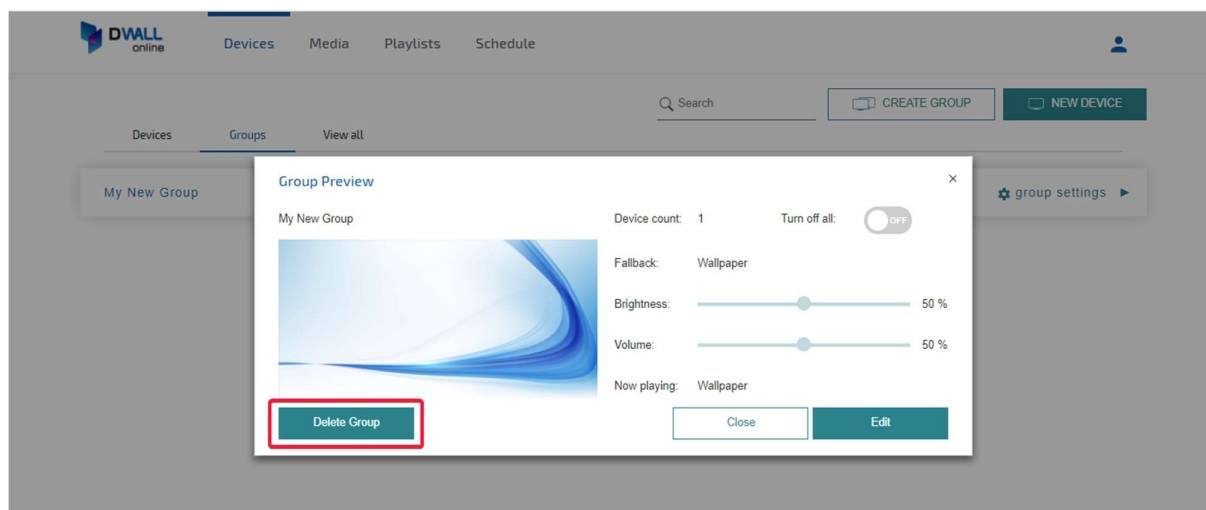 DWALL
online
Devices Media Playlists Schedule
Search CREATE GROUP NEW DEVICE
Devices Groups View all
My New Group group settings
Group Preview ×
My New Group Device count: 1 Turn off all: OFF
Fallback: Wallpaper
Brightness: 50 %
Volume: 50 %
Now playing: Wallpaper
Delete Group Close Edit